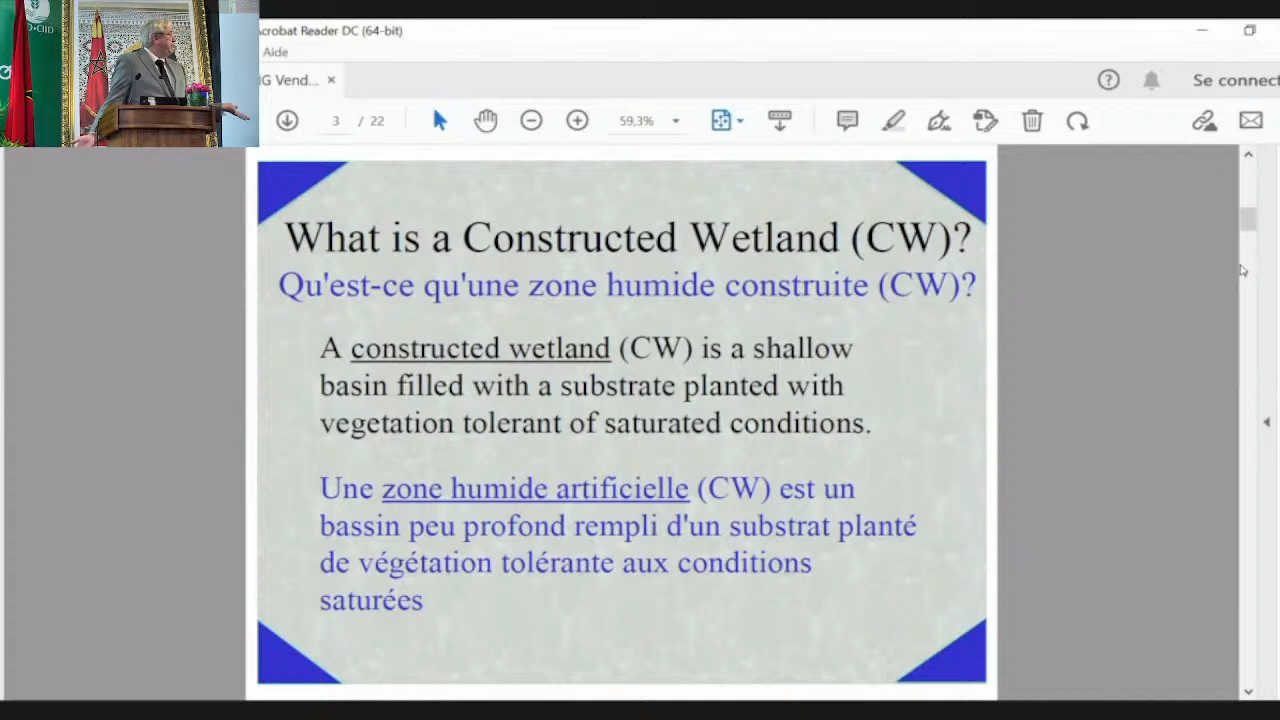 CIID
Acrobat Reader DC (64-bit)
Aide
G Vend... ×
Se connect
3 / 22
59,3%
What is a Constructed Wetland (CW)?
Qu'est-ce qu'une zone humide construite (CW)?
A constructed wetland (CW) is a shallow
basin filled with a substrate planted with
vegetation tolerant of saturated conditions.
Une zone humide artificielle (CW) est un
bassin peu profond rempli d'un substrat planté
de végétation tolérante aux conditions
saturées